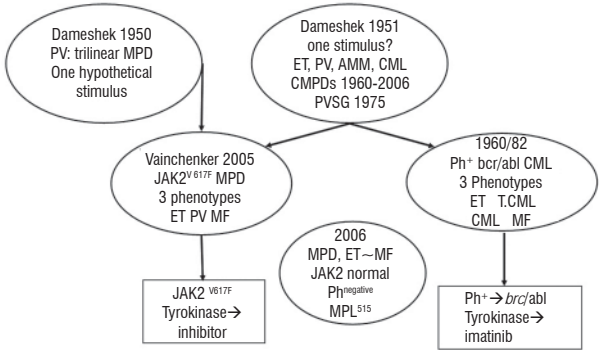 Dameshek 1950
PV: trilinear MPD
One hypothetical
stimulus
Dameshek 1951
one stimulus?
ET, PV, AMM, CML
CMPDs 1960-2006
PVSG 1975
Vainchenker 2005
JAK2V 617F MPD
3 phenotypes
ET PV MF
1960/82
Ph+ bcr/abl CML
3 Phenotypes
ET T.CML
CML MF
2006
MPD, ET~MF
JAK2 normal
Phnegative
MPL515
JAK2 V617F
Tyrokinase→
inhibitor
Ph+→brc/abl
Tyrokinase→
imatinib